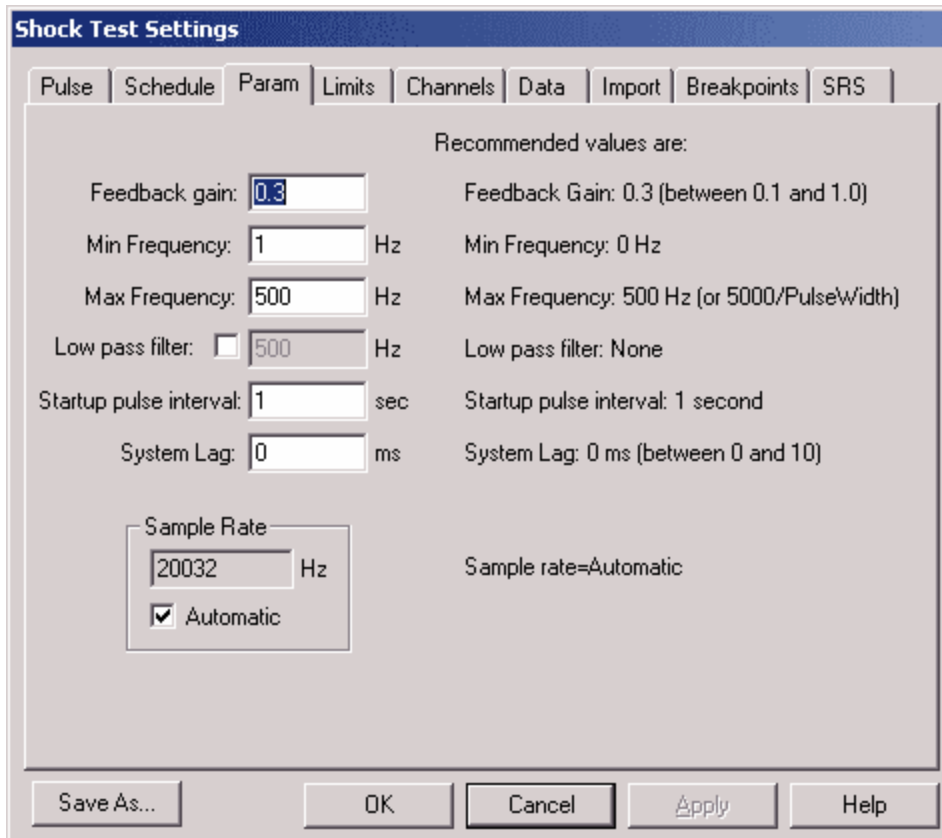 Shock Test Settings
Pulse Schedule Param Limits Channels Data Import Breakpoints SRS
Recommended values are:
Feedback gain: 0.3 Feedback Gain: 0.3 (between 0.1 and 1.0)
Min Frequency: 1 Hz Min Frequency: 0 Hz
Max Frequency: 500 Hz Max Frequency: 500 Hz (or 5000/PulseWidth)
Low pass filter: 500 Hz Low pass filter: None
Startup pulse interval: 1 sec Startup pulse interval: 1 second
System Lag: 0 ms System Lag: 0 ms (between 0 and 10)
Sample Rate
20032 Hz Sample rate=Automatic
Automatic
Save As... OK Cancel Apply Help